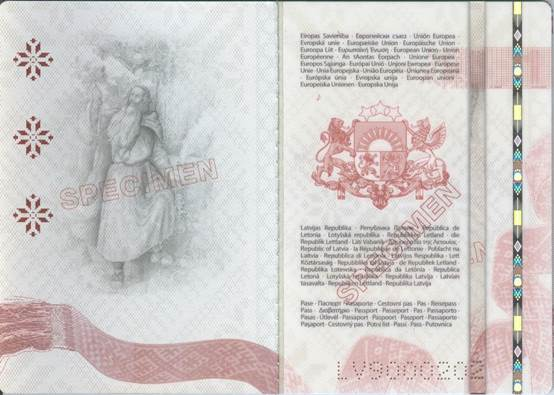 SPECIMEN
Eiropas Savienība · Европейски съюз · Unión Europea ·
Evropská unie · Europæiske Union · Europäische Union ·
Euroopa Liit · Ευρωπαϊκή Ένωση · European Union · Union
Européenne · An tAontas Eorpach · Unione Europea ·
Europos Sąjunga · Európai Unió · Unjoni Ewropea · Europese
Unie · Unia Europejska · União Europeia · Uniunea Europeană
· Európska únia · Evropska unija · Euroopan unioni ·
Europeiska Unionen · Europska Unija
Latvijas Republika · Република · República de
Letonia · Lotyšská republika · Republikken Letland · die
Republik Lettland · Läti Vabariik · της Λετονίας ·
Republic of Latvia · la République de Lettonie · Poblacht na
Laitvia · Repubblica di Lettonia · Latvijos Respublika · Lett
Köztársaság · Repubblika tal-Latvja · de Republiek Letland ·
Republika Łotewska · República da Letónia · Republica
Letonă · Lotyšská republika · Republika Latvija · Latvian
tasavalta · Republiken Lettland · Republika Latvija
SPECIMEN
Pase · Паспорт · Pasaporte · Cestovní pas · Pas · Reisepass ·
Pass · Διαβατήριο · Passport · Passeport · Pas · Passaporto ·
Pasas · Útlevél · Passaport · Paspoort · Paszport · Passaporte ·
Paşaport · Cestovný pas · Potni list · Passi · Pass · Putovnica
LV9000202